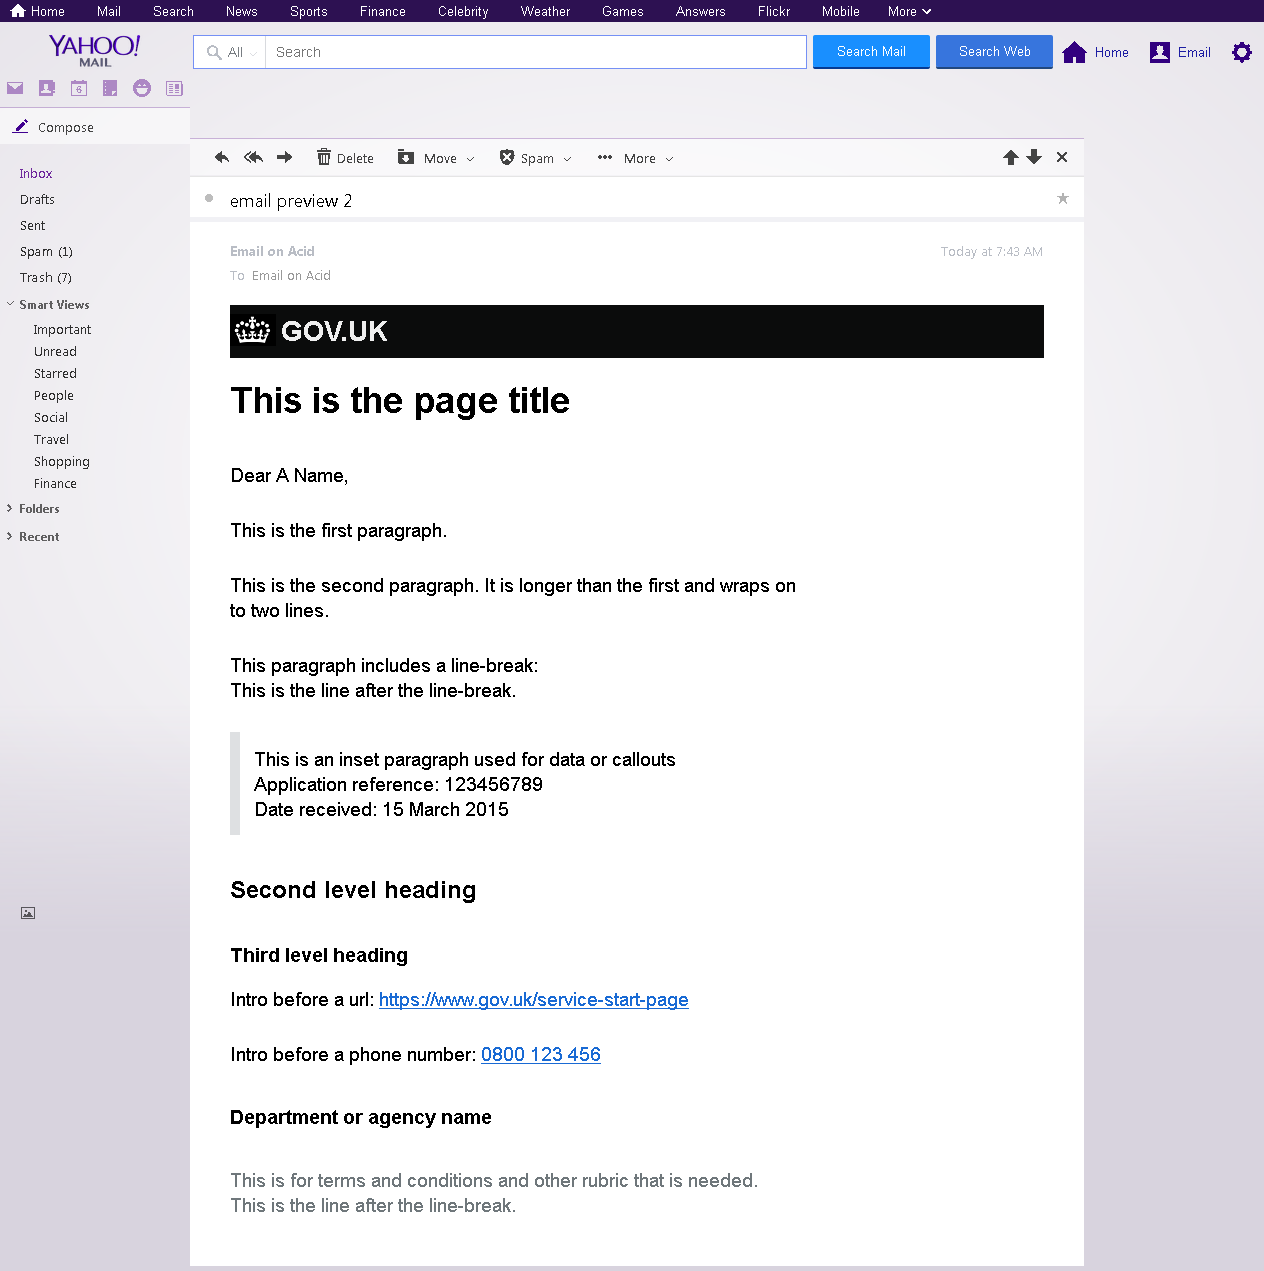 Home Mail Search News Sports Finance Celebrity Weather Games Answers Flickr Mobile More
YAHOO!
MAIL
All Search Search Mail Search Web Home Email
6
Compose
Delete Move Spam More
Inbox
Drafts
Sent
Spam (1)
Trash (7)
Smart Views
Important
Unread
Starred
People
Social
Travel
Shopping
Finance
Folders
Recent
email preview 2
Email on Acid Today at 7:43 AM
To Email on Acid
GOV.UK
This is the page title
Dear A Name,
This is the first paragraph.
This is the second paragraph. It is longer than the first and wraps on
to two lines.
This paragraph includes a line-break:
This is the line after the line-break.
This is an inset paragraph used for data or callouts
Application reference: 123456789
Date received: 15 March 2015
Second level heading
Third level heading
Intro before a url: https://www.gov.uk/service-start-page
Intro before a phone number: 0800 123 456
Department or agency name
This is for terms and conditions and other rubric that is needed.
This is the line after the line-break.